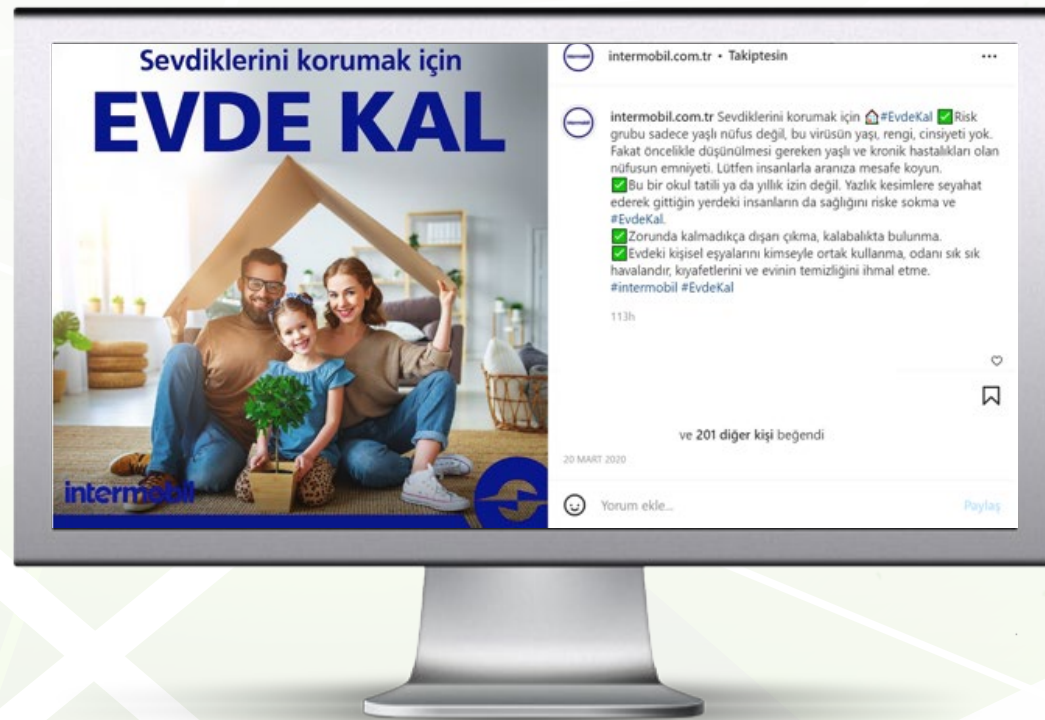 Sevdiklerini korumak için
EVDE KAL
intermobil
intermobil.com.tr • Takiptesin
intermobil.com.tr Sevdiklerini korumak için 🏠#EvdeKal ✅Risk
grubu sadece yaşlı nüfus değil, bu virüsün yaşı, rengi, cinsiyeti yok.
Fakat öncelikle düşünülmesi gereken yaşlı ve kronik hastalıkları olan
nüfusun emniyeti. Lütfen insanlarla aranıza mesafe koyun.
✅Bu bir okul tatili ya da yıllık izin değil. Yazlık kesimlere seyahat
ederek gittiğin yerdeki insanların da sağlığını riske sokma ve
#EvdeKal.
✅Zorunda kalmadıkça dışarı çıkma, kalabalıkta bulunma.
✅Evdeki kişisel eşyalarını kimseyle ortak kullanma, odanı sık sık
havalandır, kıyafetlerini ve evinin temizliğini ihmal etme.
#intermobil #EvdeKal
113h
ve 201 diğer kişi beğendi
20 MART 2020
Yorum ekle...
Paylaş